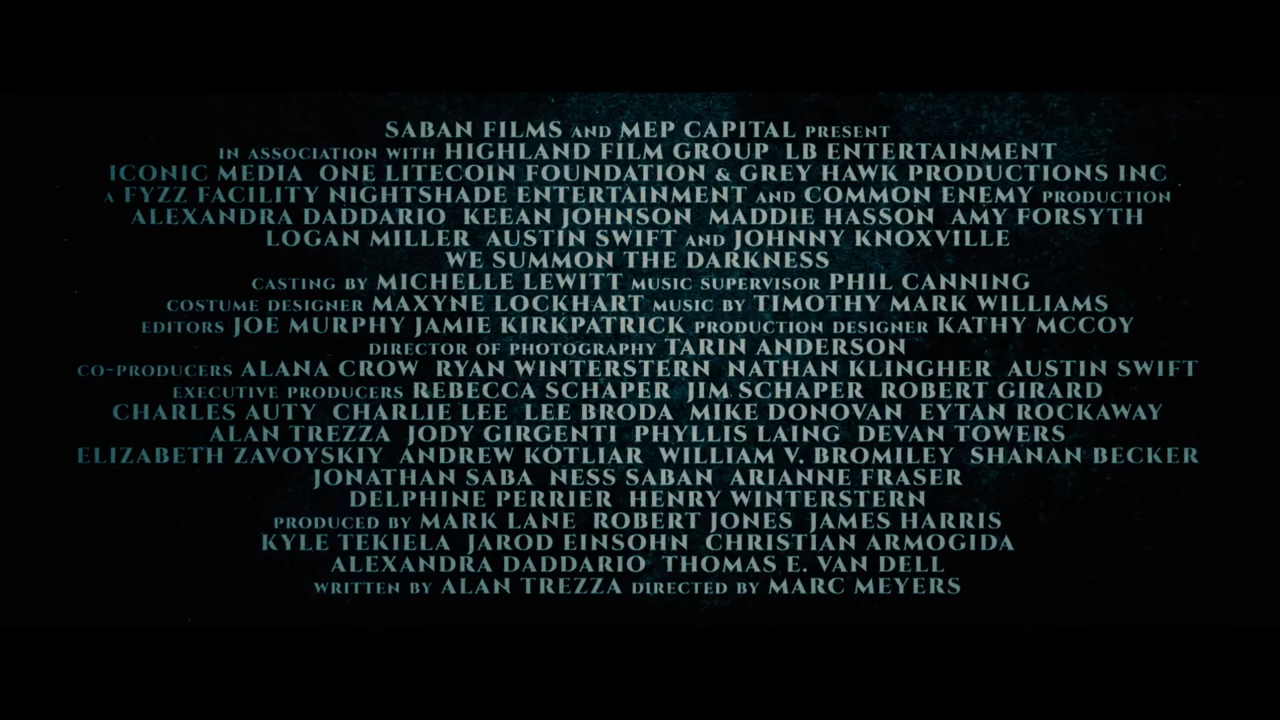 SABAN FILMS AND MEP CAPITAL PRESENT
IN ASSOCIATION WITH HIGHLAND FILM GROUP LB ENTERTAINMENT
ICONIC MEDIA ONE LITECOIN FOUNDATION & GREY HAWK PRODUCTIONS INC
A FYZZ FACILITY NIGHTSHADE ENTERTAINMENT AND COMMON ENEMY PRODUCTION
ALEXANDRA DADDARIO KEEAN JOHNSON MADDIE HASSON AMY FORSYTH
LOGAN MILLER AUSTIN SWIFT AND JOHNNY KNOXVILLE
WE SUMMON THE DARKNESS
CASTING BY MICHELLE LEWITT MUSIC SUPERVISOR PHIL CANNING
COSTUME DESIGNER MAXYNE LOCKHART MUSIC BY TIMOTHY MARK WILLIAMS
EDITORS JOE MURPHY JAMIE KIRKPATRICK PRODUCTION DESIGNER KATHY MCCOY
DIRECTOR OF PHOTOGRAPHY TARIN ANDERSON
CO-PRODUCERS ALANA CROW RYAN WINTERSTERN NATHAN KLINGHER AUSTIN SWIFT
EXECUTIVE PRODUCERS REBECCA SCHAPER JIM SCHAPER ROBERT GIRARD
CHARLES AUTY CHARLIE LEE LEE BRODA MIKE DONOVAN EYTAN ROCKAWAY
ALAN TREZZA JODY GIRGENTI PHYLLIS LAING DEVAN TOWERS
ELIZABETH ZAVOYSKIY ANDREW KOTLIAR WILLIAM V. BROMILEY SHANAN BECKER
JONATHAN SABA NESS SABAN ARIANNE FRASER
DELPHINE PERRIER HENRY WINTERSTERN
PRODUCED BY MARK LANE ROBERT JONES JAMES HARRIS
KYLE TEKIELA JAROD EINSOHN CHRISTIAN ARMOGIDA
ALEXANDRA DADDARIO THOMAS E. VAN DELL
WRITTEN BY ALAN TREZZA DIRECTED BY MARC MEYERS